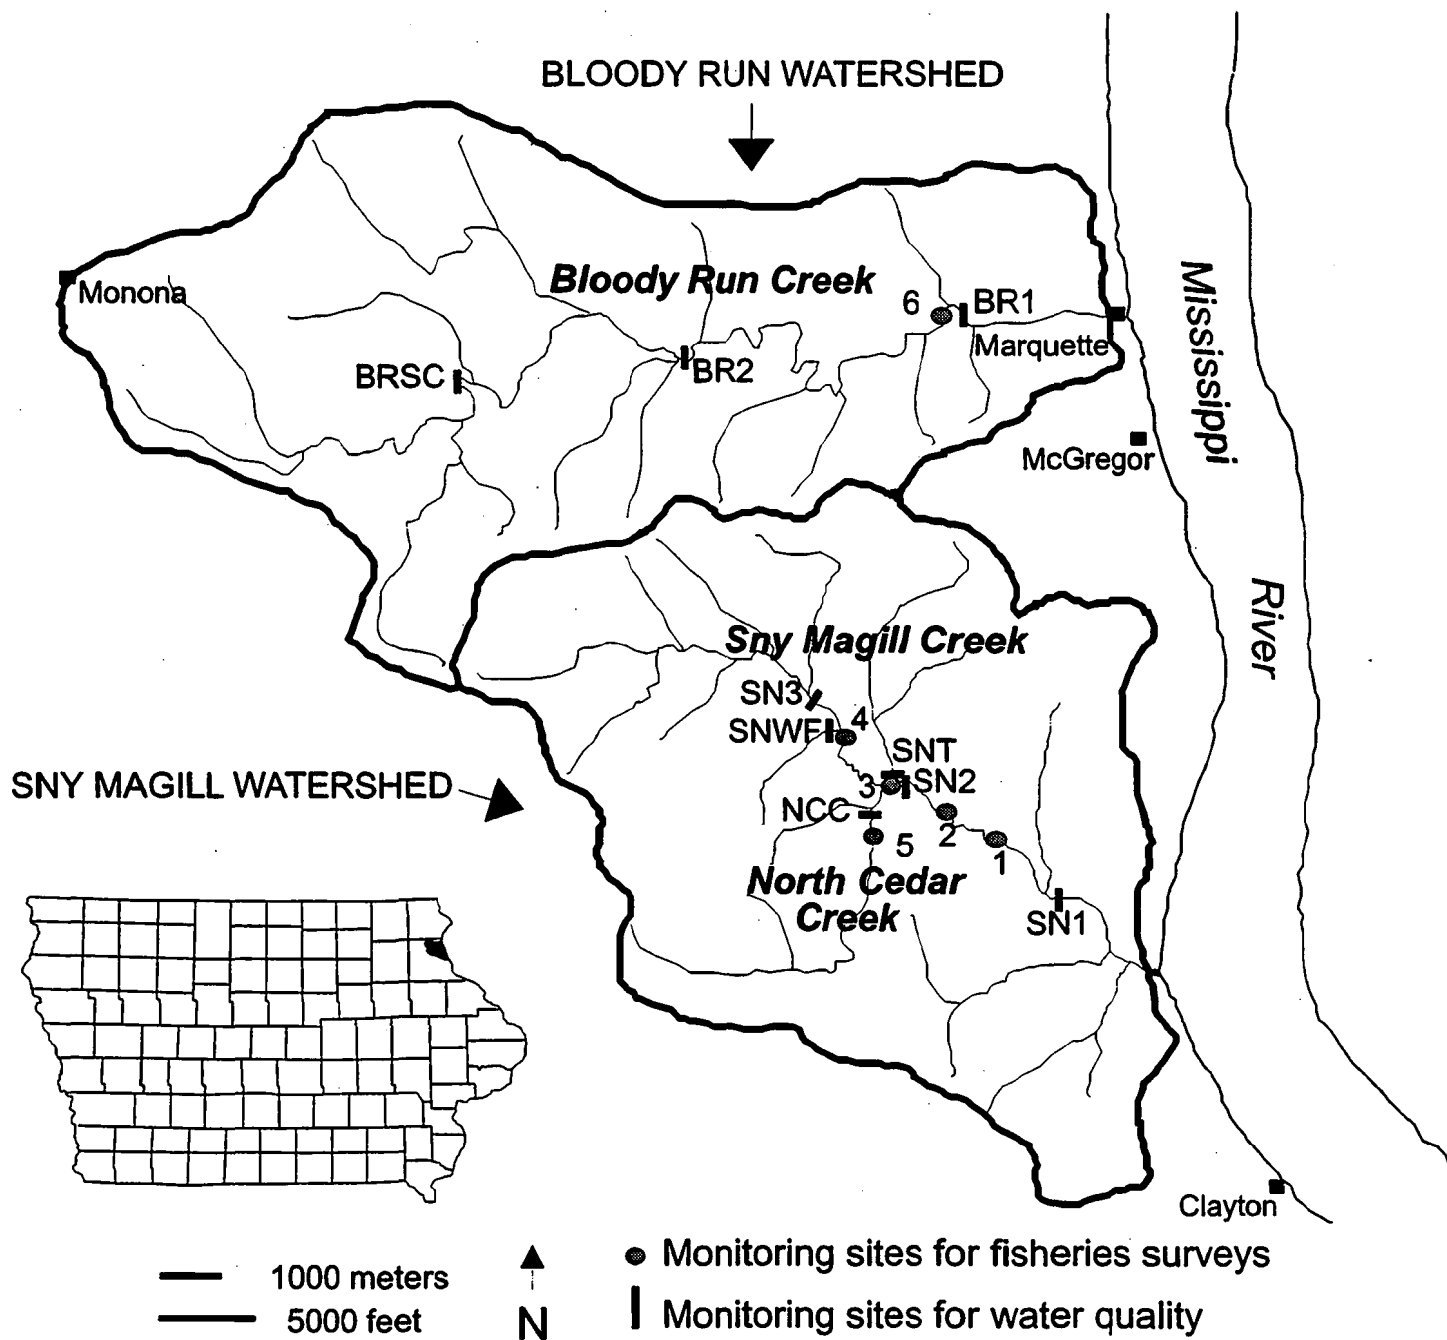 BLOODY RUN WATERSHED
Bloody Run Creek
Monona
6
BR1
Marquette
BRSC
BR2
Mississippi
River
McGregor
Sny Magill Creek
SN3
SNWF
4
SNT
3
SN2
SNY MAGILL WATERSHED
NCC
2
1
5
North Cedar
Creek
SN1
Clayton
1000 meters
5000 feet
N
Monitoring sites for fisheries surveys
Monitoring sites for water quality